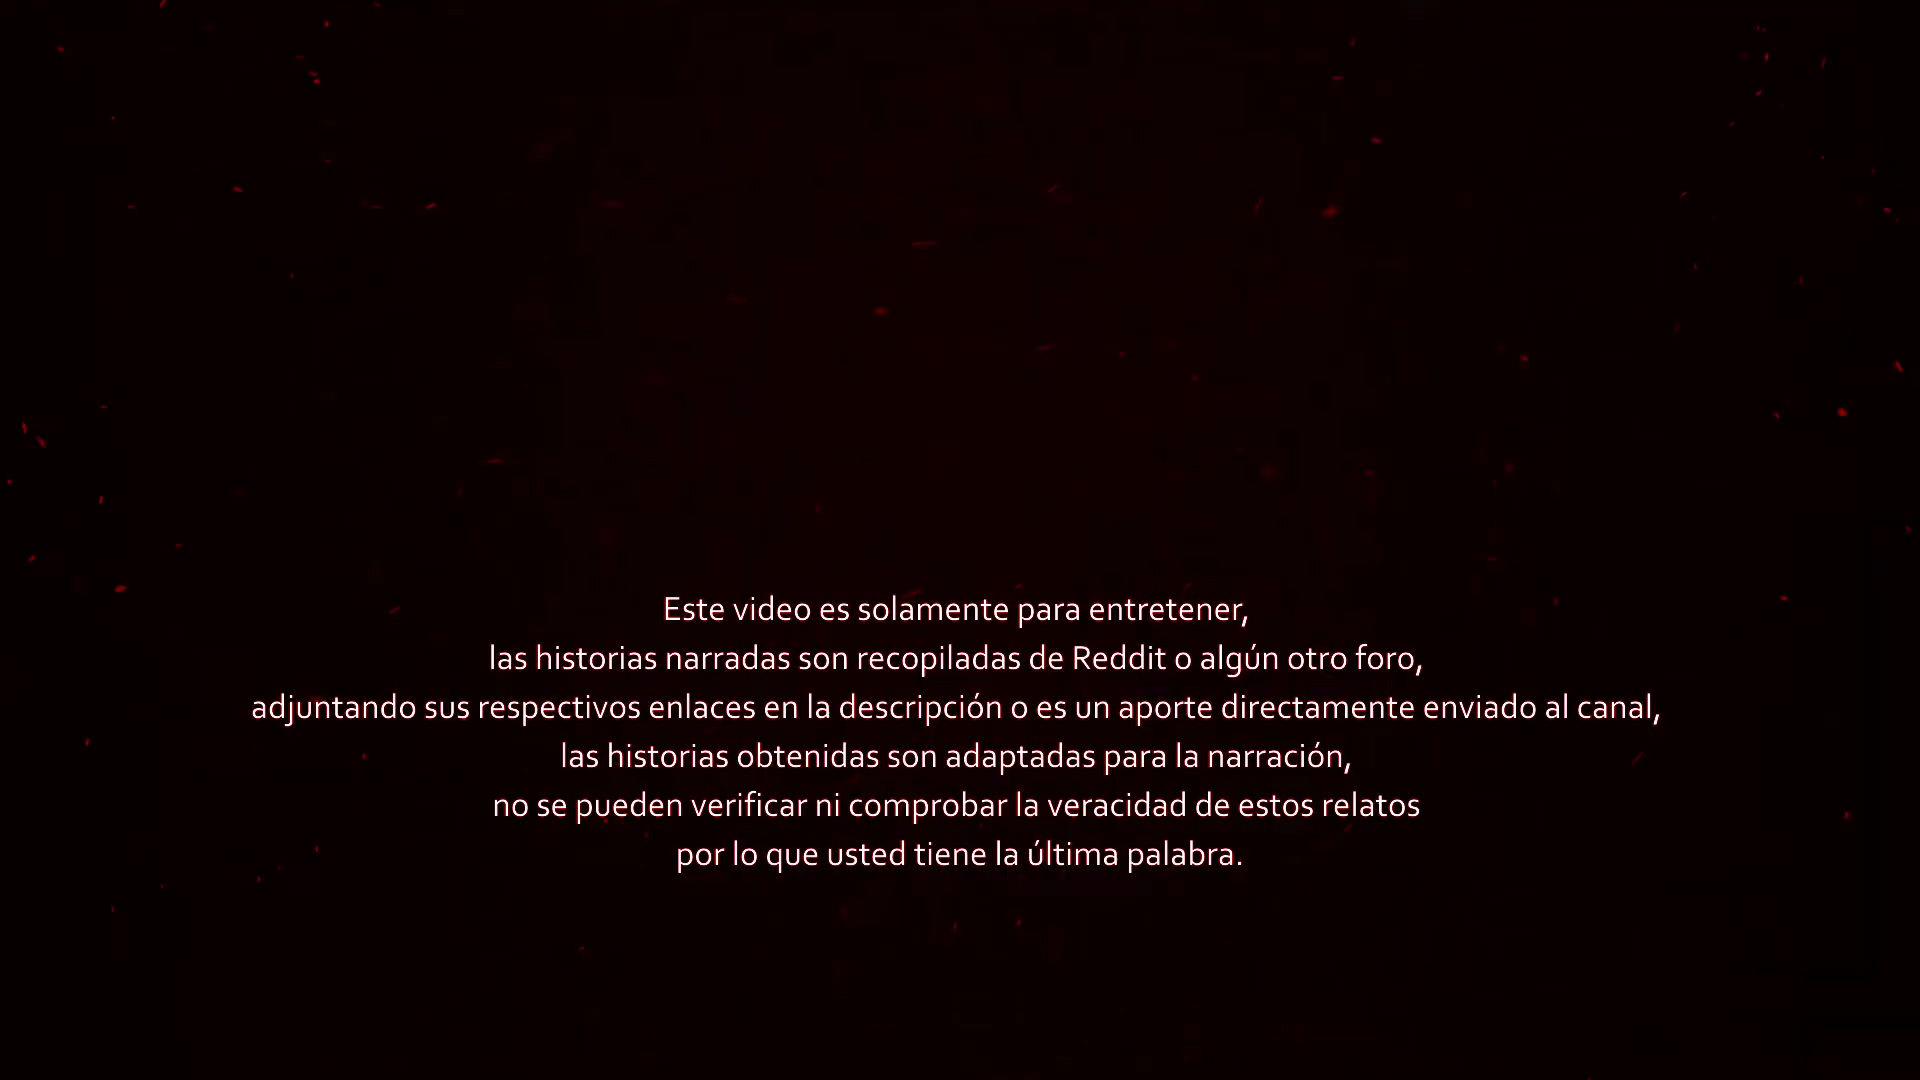 Este video es solamente para entretener,
las historias narradas son recopiladas de Reddit o algún otro foro,
adjuntando sus respectivos enlaces en la descripción o es un aporte directamente enviado al canal,
las historias obtenidas son adaptadas para la narración,
no se pueden verificar ni comprobar la veracidad de estos relatos
por lo que usted tiene la última palabra.